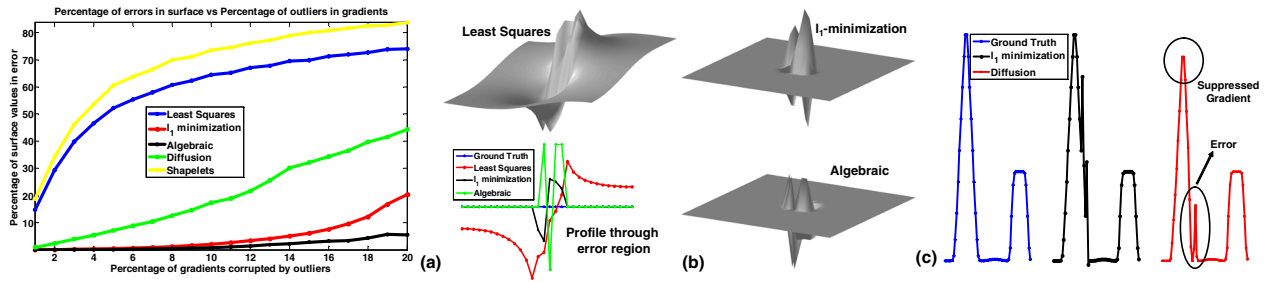 Percentage of errors in surface vs Percentage of outliers in gradients
Percentage of surface values in error
80
70
60
50
40
30
20
10
2 4 6 8 10 12 14 16 18 20
Percentage of gradients corrupted by outliers
Least Squares
l1 minimization
Algebraic
Diffusion
Shapelets
(a)
Least Squares
Ground Truth
Least Squares
l1 minimization
Algebraic
Profile through
error region
l1-minimization
Algebraic
(b)
Ground Truth
l1 minimization
Diffusion
Suppressed
Gradient
Error
(c)